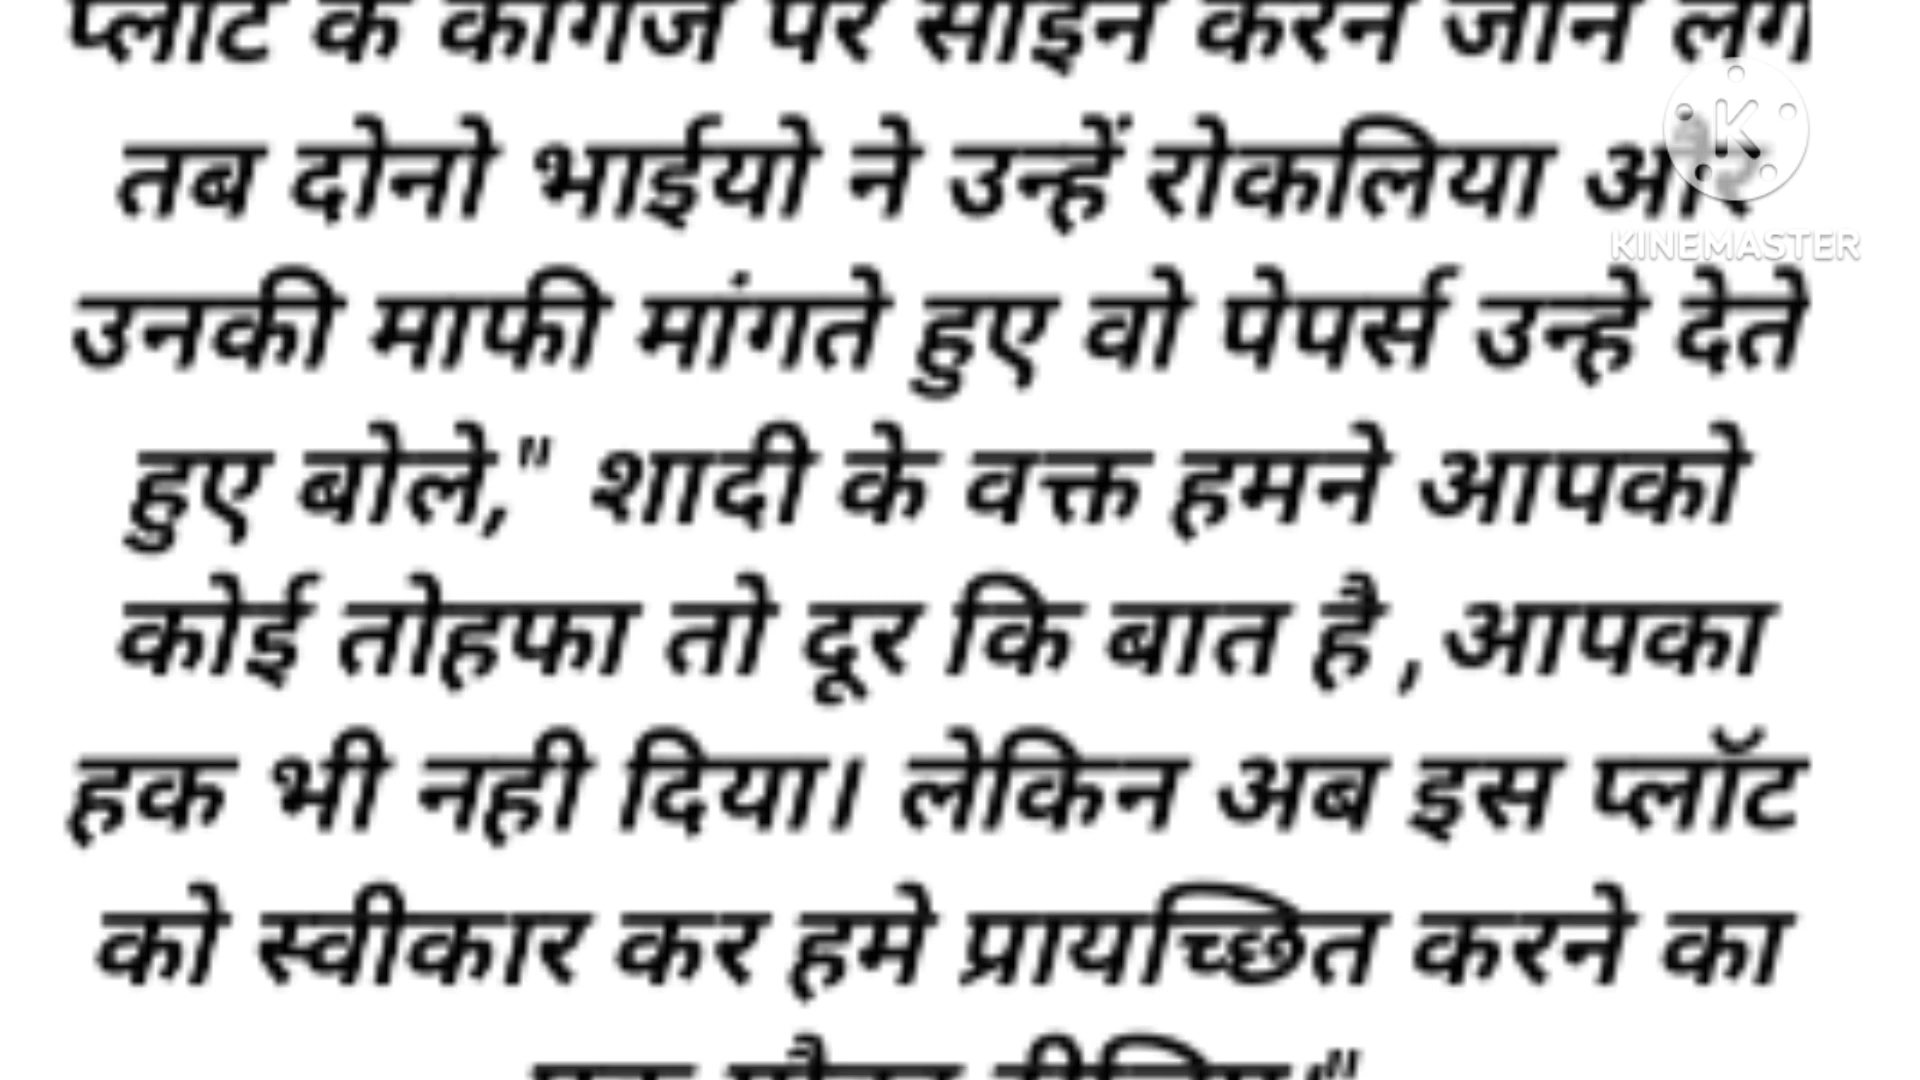 प्लॉट के कागज पर साइन करने जाने लगे
तब दोनो भाईयो ने उन्हें रोकलिया और
KINEMASTER
उनकी माफी मांगते हुए वो पेपर्स उन्हे देते
हुए बोले," शादी के वक्त हमने आपको
कोई तोहफा तो दूर कि बात है ,आपका
हक भी नही दिया। लेकिन अब इस प्लॉट
को स्वीकार कर हमे प्रायच्छित करने का